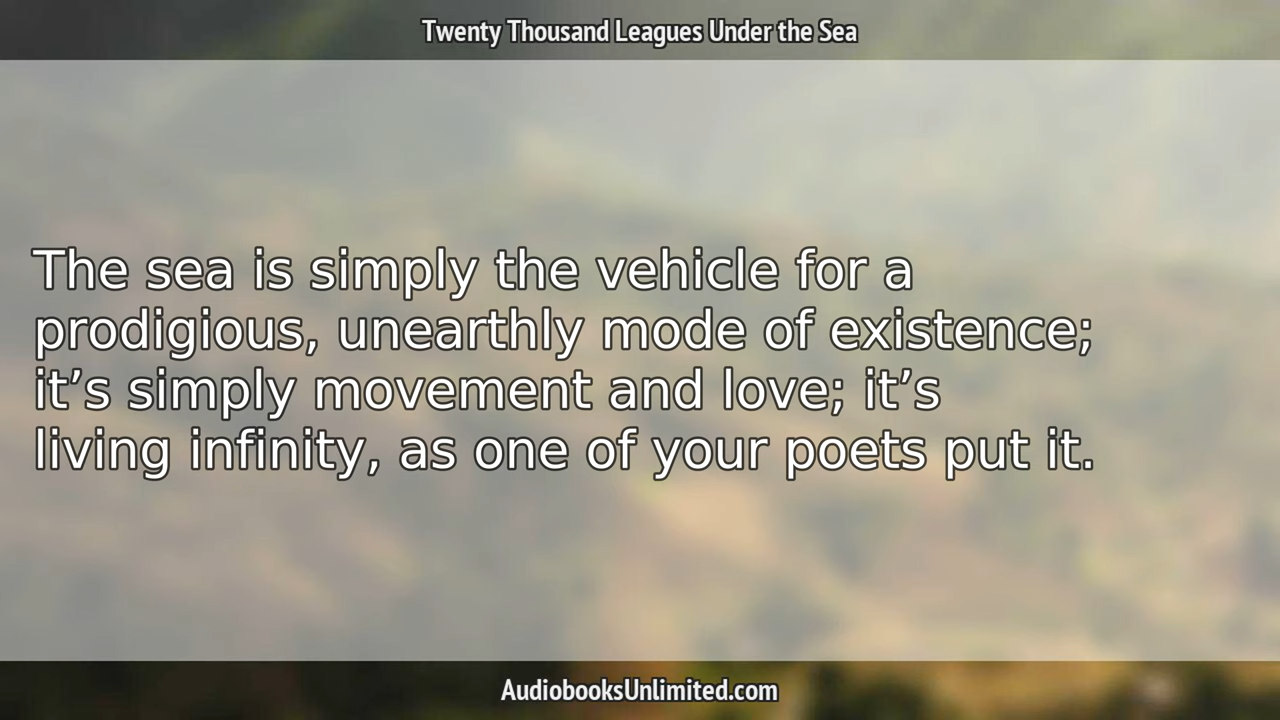 Twenty Thousand Leagues Under the Sea
The sea is simply the vehicle for a
prodigious, unearthly mode of existence;
it’s simply movement and love; it’s
living infinity, as one of your poets put it.
AudiobooksUnlimited.com